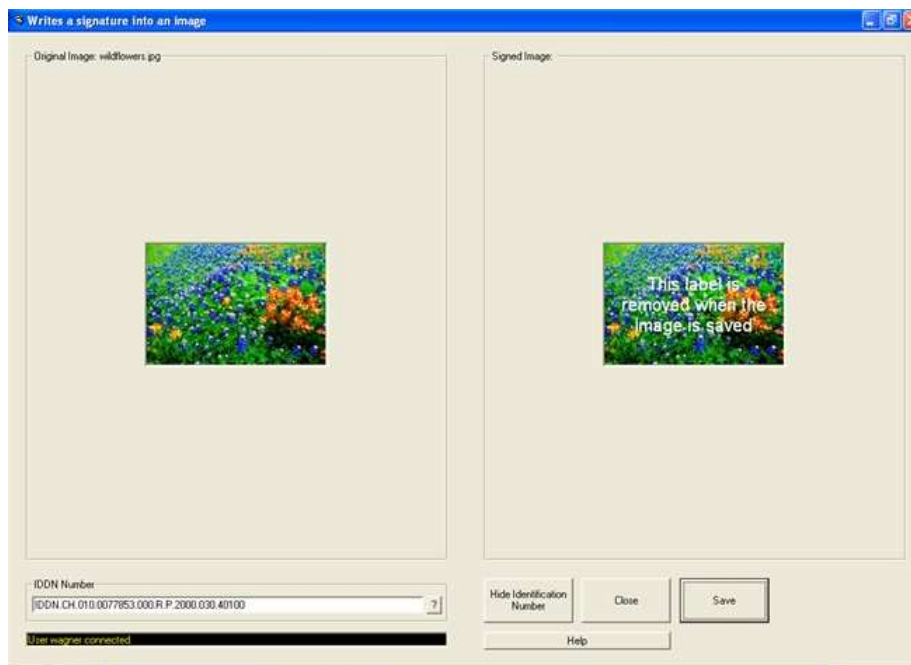 Writes a signature into an image
Original Image: wildflowers.jpg
Signed Image:
This label is
removed when the
image is saved
IDDN Number
IDDN.CH.010.0077853.000.R.P.2000.030.40100
?
Hide Identification
Number
Close
Save
User wagner connected
Help